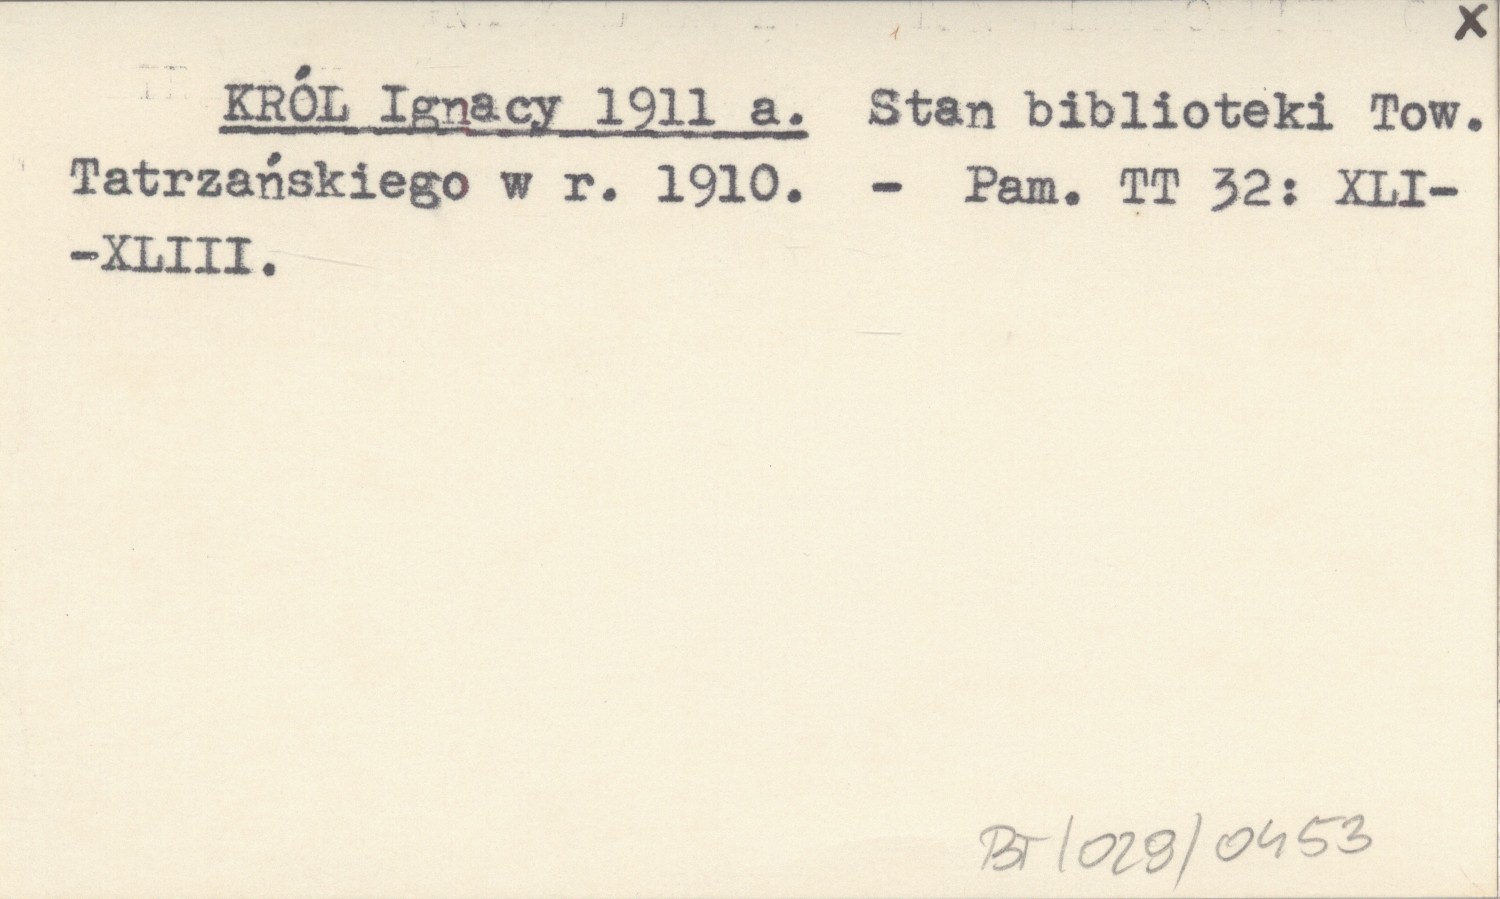 x
KRÓL Ignacy 1911 a. Stan biblioteki Tow.
Tatrzańskiego w r. 1910. - Pam. TT 32: XLI-
-XLIII.
BT/028/0453